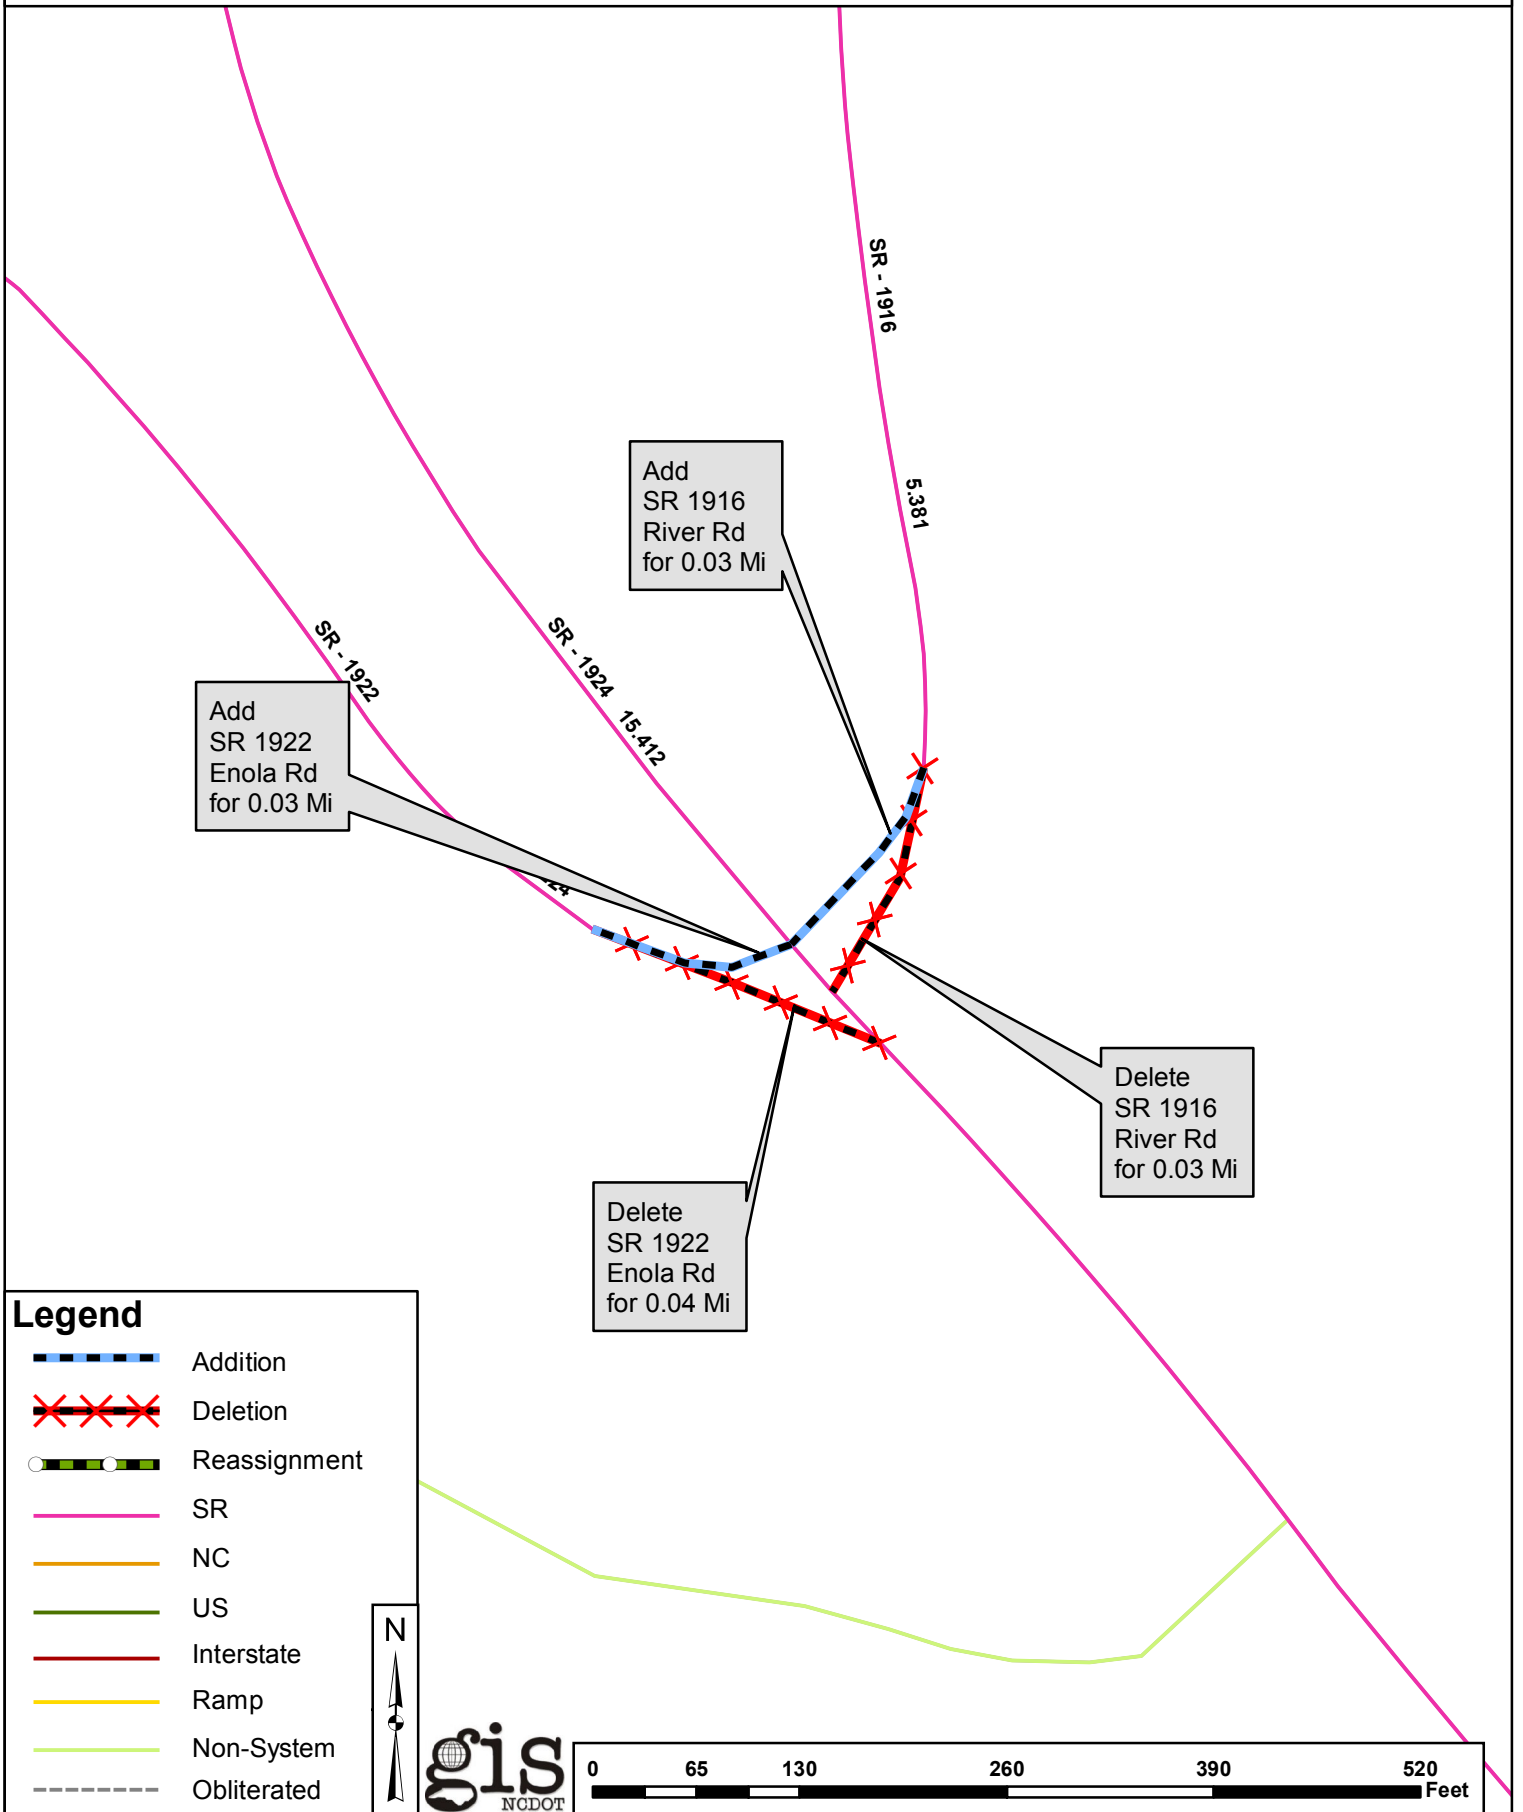 SR - 1916
Add
SR 1916
River Rd
for 0.03 Mi
5.381
SR - 1922
SR - 1924 15.412
Add
SR 1922
Enola Rd
for 0.03 Mi
Delete
SR 1916
River Rd
for 0.03 Mi
Delete
SR 1922
Enola Rd
for 0.04 Mi
Legend
Addition
Deletion
Reassignment
SR
NC
US
Interstate
Ramp
Non-System
Obliterated
N
gis
NCDOT
0 65 130 260 390 520
Feet